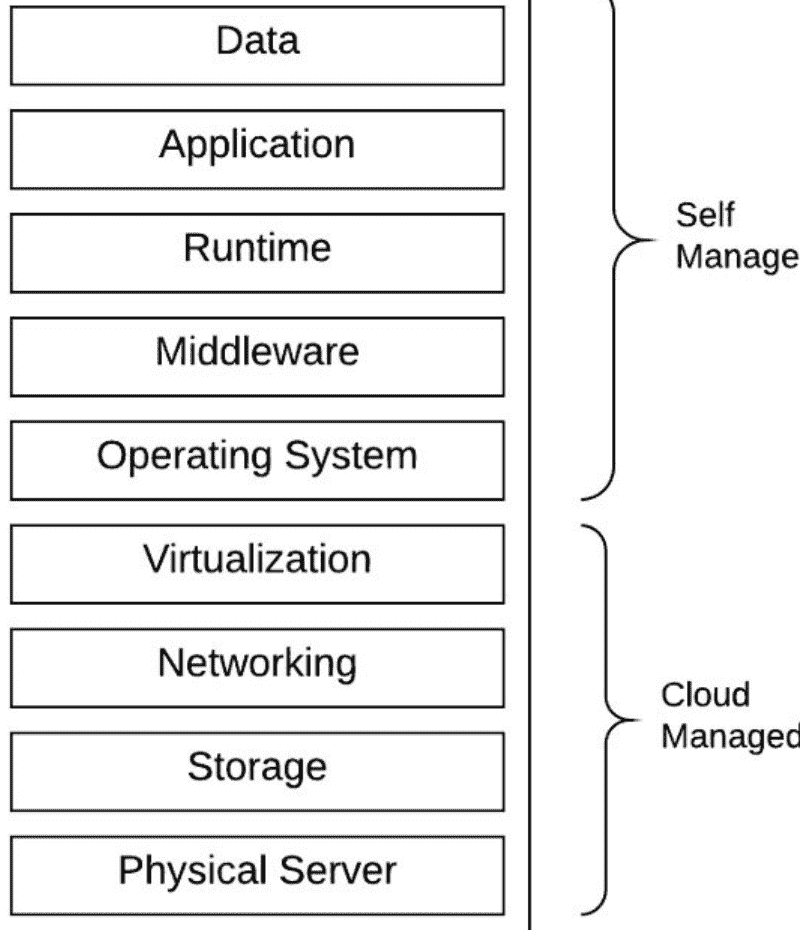 Data
Application
Runtime
Middleware
Operating System
Virtualization
Networking
Storage
Physical Server
Self
Manage
Cloud
Managed